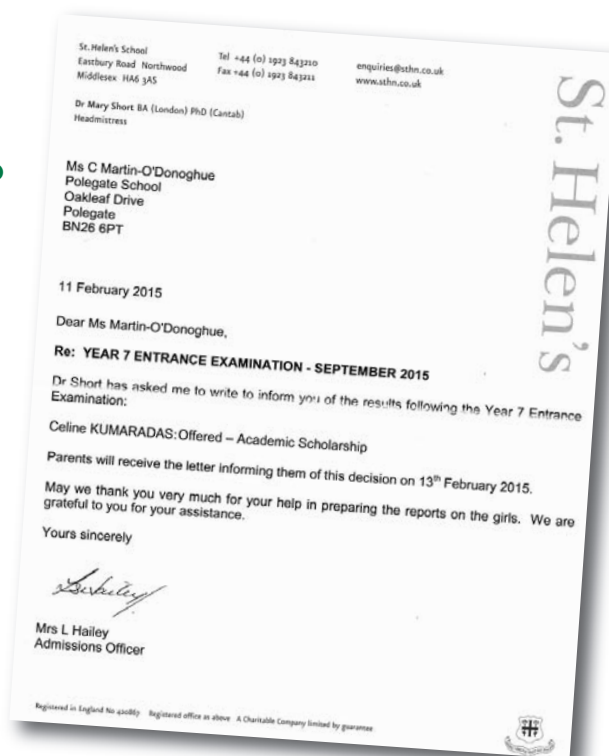 St. Helen's School
Eastbury Road Northwood
Middlesex HA6 3AS
Tel +44 (0) 1923 843210
Fax +44 (0) 1923 843211
enquiries@sthn.co.uk
www.sthn.co.uk
Dr Mary Short BA (London) PhD (Cantab)
Headmistress
St. Helen's
Ms C Martin-O'Donoghue
Polegate School
Oakleaf Drive
Polegate
BN26 6PT
11 February 2015
Dear Ms Martin-O'Donoghue,
Re: YEAR 7 ENTRANCE EXAMINATION - SEPTEMBER 2015
Dr Short has asked me to write to inform you of the results following the Year 7 Entrance
Examination:
Celine KUMARADAS:Offered – Academic Scholarship
Parents will receive the letter informing them of this decision on 13th February 2015.
May we thank you very much for your help in preparing the reports on the girls. We are
grateful to you for your assistance.
Yours sincerely
Mrs L Hailey
Admissions Officer
Registered in England No 420867 Registered office as above A Charitable Company limited by guarantee